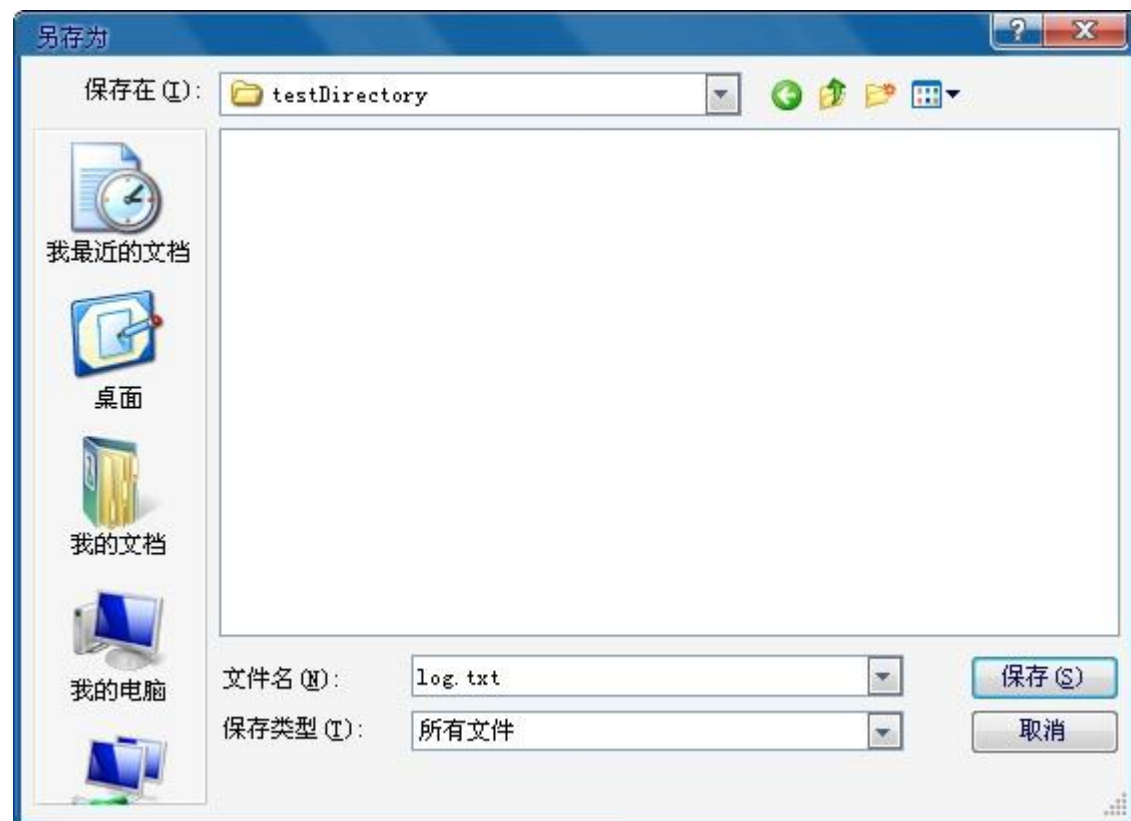 另存为
保存在(I):
testDirectory
我最近的文档
桌面
我的文档
我的电脑
文件名(N):
log.txt
保存(S)
保存类型(T):
所有文件
取消